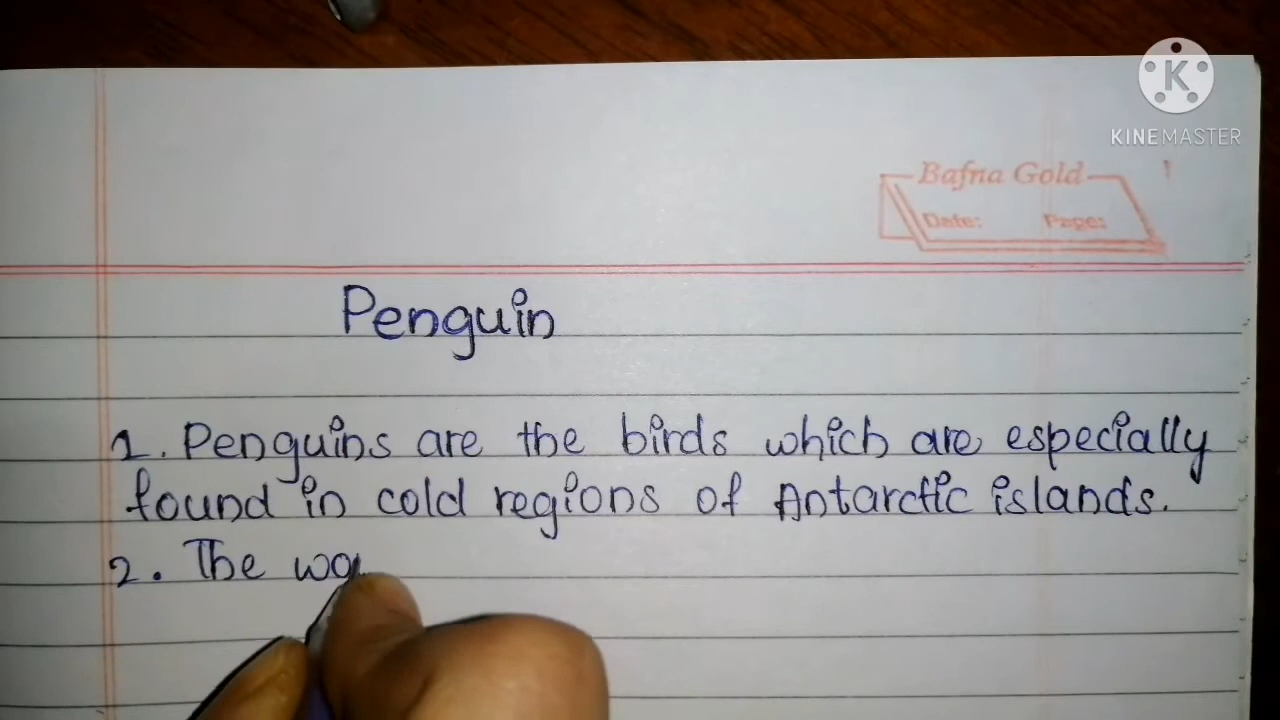 KINEMASTER
Bafna Gold
Date: Page:
Penguin
1. Penguins are the birds which are especially
found in cold regions of Antarctic islands.
2. The